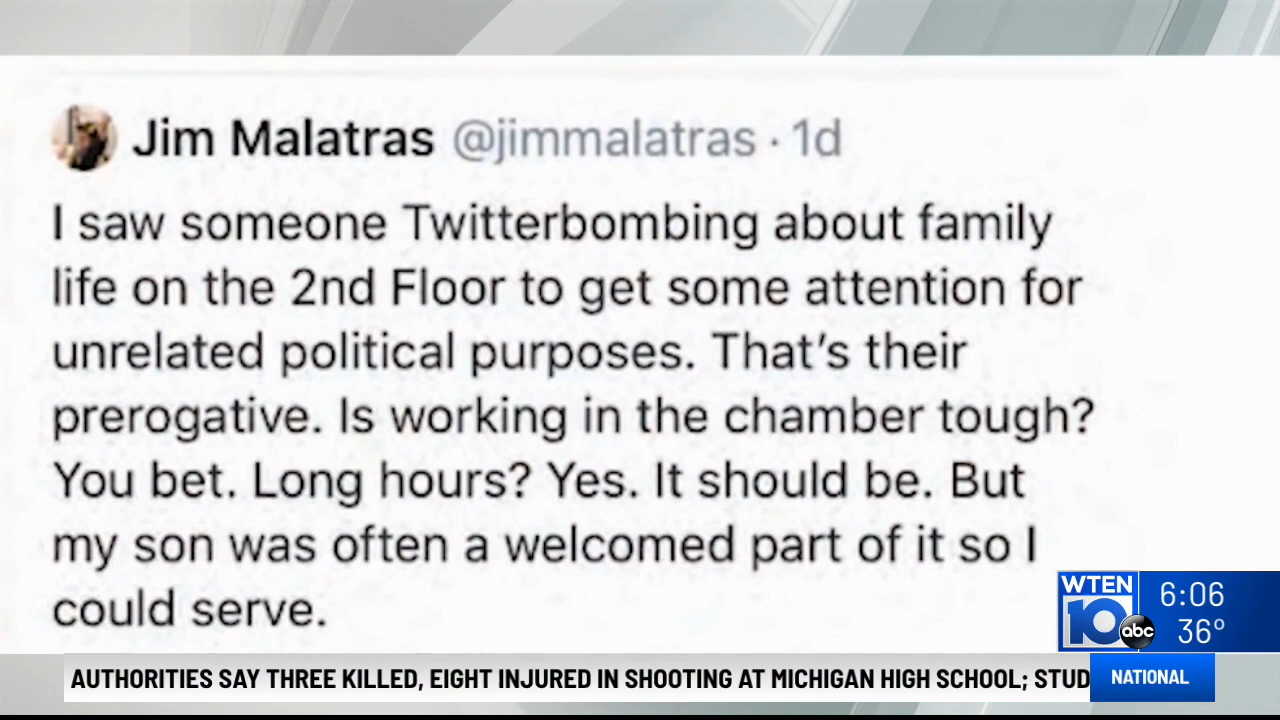 Jim Malatras @jimmalatras · 1d
I saw someone Twitterbombing about family
life on the 2nd Floor to get some attention for
unrelated political purposes. That's their
prerogative. Is working in the chamber tough?
You bet. Long hours? Yes. It should be. But
my son was often a welcomed part of it so I
could serve.
WTEN
10
abc
6:06
36°
AUTHORITIES SAY THREE KILLED, EIGHT INJURED IN SHOOTING AT MICHIGAN HIGH SCHOOL; STUD
NATIONAL